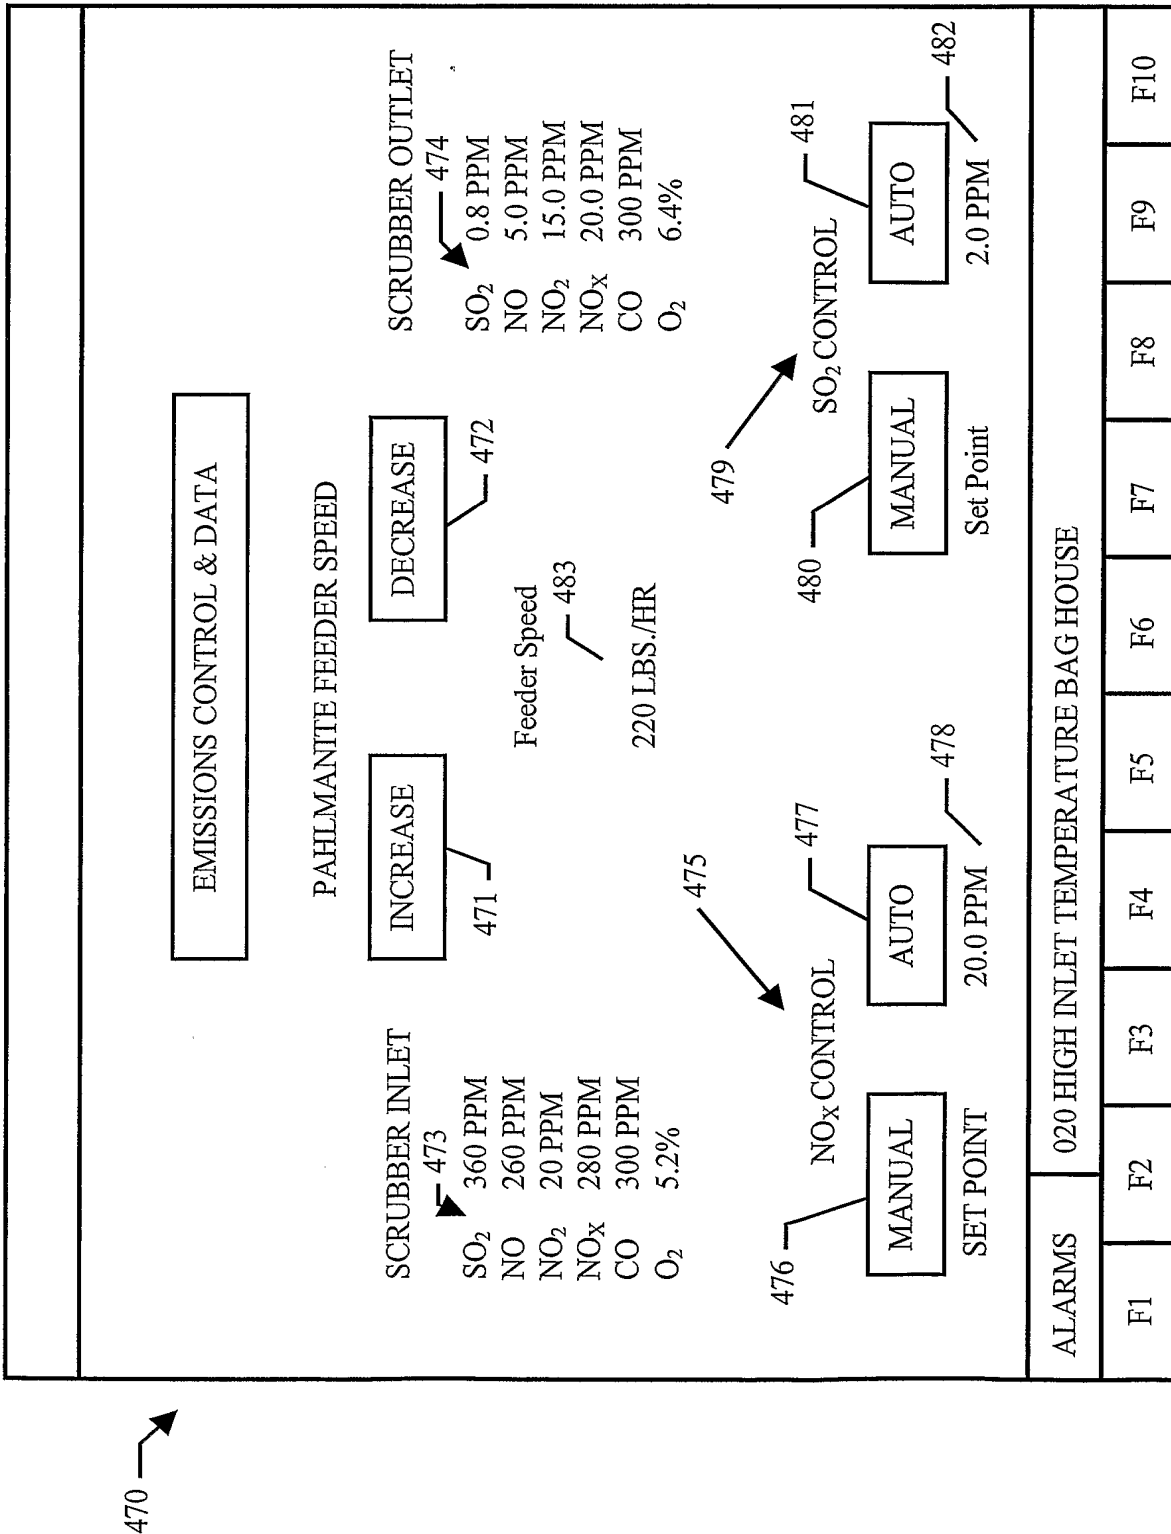 470
EMISSIONS CONTROL & DATA
PAHLMANITE FEEDER SPEED
INCREASE
471
DECREASE
472
Feeder Speed
483
220 LBS./HR
SCRUBBER INLET
473
SO₂ 360 PPM
NO 260 PPM
NO₂ 20 PPM
NOₓ 280 PPM
CO 300 PPM
O₂ 5.2%
SCRUBBER OUTLET
474
SO₂ 0.8 PPM
NO 5.0 PPM
NO₂ 15.0 PPM
NOₓ 20.0 PPM
CO 300 PPM
O₂ 6.4%
475
NOₓ CONTROL
476
MANUAL
477
AUTO
SET POINT
20.0 PPM
478
479
SO₂ CONTROL
480
MANUAL
481
AUTO
Set Point
2.0 PPM
482
ALARMS 020 HIGH INLET TEMPERATURE BAG HOUSE
F1 F2 F3 F4 F5 F6 F7 F8 F9 F10